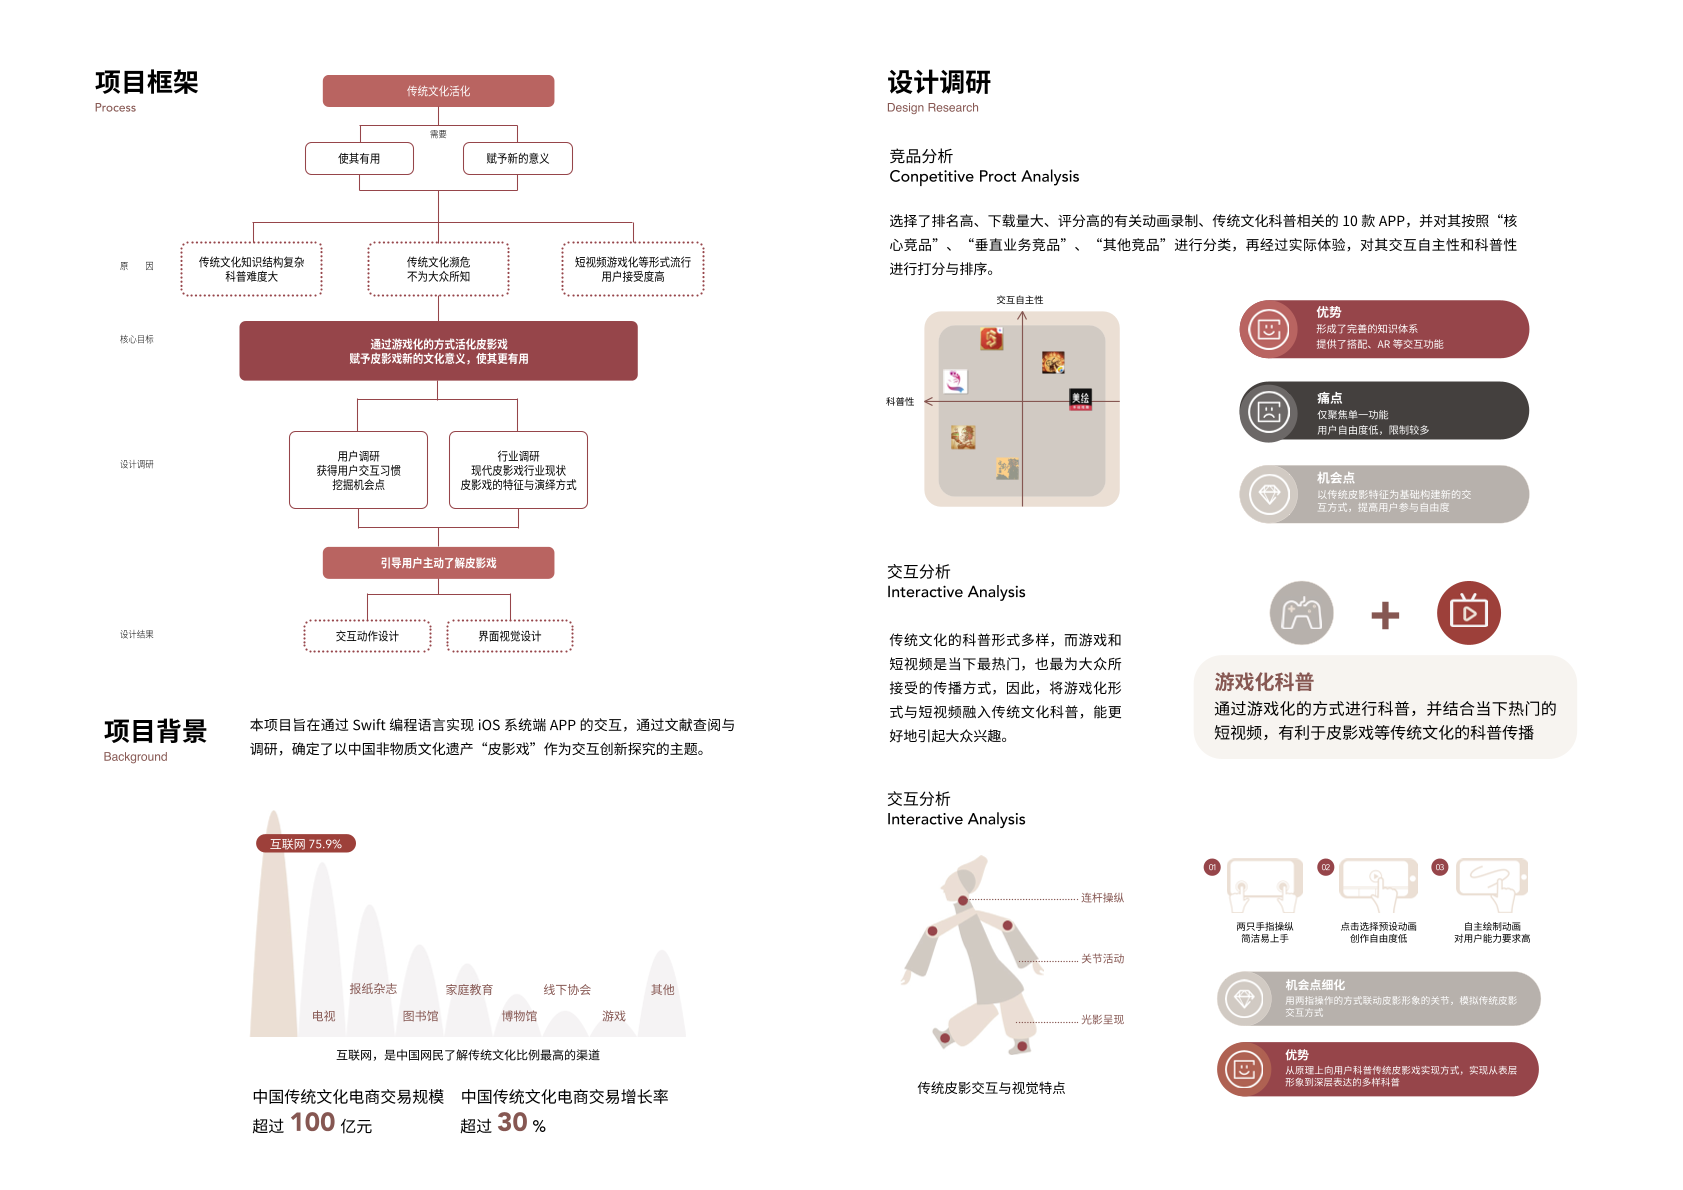 项目框架
Process
传统文化活化
需要
使其有用
赋予新的意义
原 因
传统文化知识结构复杂
科普难度大
传统文化濒危
不为大众所知
短视频游戏化等形式流行
用户接受度高
核心目标
通过游戏化的方式活化皮影戏
赋予皮影戏新的文化意义，使其更有用
设计调研
用户调研
获得用户交互习惯
挖掘机会点
行业调研
现代皮影戏行业现状
皮影戏的特征与演绎方式
引导用户主动了解皮影戏
设计结果
交互动作设计
界面视觉设计
项目背景
Background
本项目旨在通过 Swift 编程语言实现 iOS 系统端 APP 的交互，通过文献查阅与
调研，确定了以中国非物质文化遗产“皮影戏”作为交互创新探究的主题。
互联网 75.9%
电视
报纸杂志
图书馆
家庭教育
博物馆
线下协会
游戏
其他
互联网，是中国网民了解传统文化比例最高的渠道
中国传统文化电商交易规模
超过 100 亿元
中国传统文化电商交易增长率
超过 30 %
设计调研
Design Research
竞品分析
Conpetitive Proct Analysis
选择了排名高、下载量大、评分高的有关动画录制、传统文化科普相关的 10 款 APP，并对其按照“核
心竞品”、“垂直业务竞品”、“其他竞品”进行分类，再经过实际体验，对其交互自主性和科普性
进行打分与排序。
交互自主性
科普性
美绘
优势
形成了完善的知识体系
提供了搭配、AR 等交互功能
痛点
仅聚焦单一功能
用户自由度低，限制较多
机会点
以传统皮影特征为基础构建新的交
互方式，提高用户参与自由度
交互分析
Interactive Analysis
传统文化的科普形式多样，而游戏和
短视频是当下最热门，也最为大众所
接受的传播方式，因此，将游戏化形
式与短视频融入传统文化科普，能更
好地引起大众兴趣。
游戏化科普
通过游戏化的方式进行科普，并结合当下热门的
短视频，有利于皮影戏等传统文化的科普传播
交互分析
Interactive Analysis
连杆操纵
关节活动
光影呈现
传统皮影交互与视觉特点
01
两只手指操纵
简洁易上手
02
点击选择预设动画
创作自由度低
03
自主绘制动画
对用户能力要求高
机会点细化
用两指操作的方式联动皮影形象的关节，模拟传统皮影
交互方式
优势
从原理上向用户科普传统皮影戏实现方式，实现从表层
形象到深层表达的多样科普